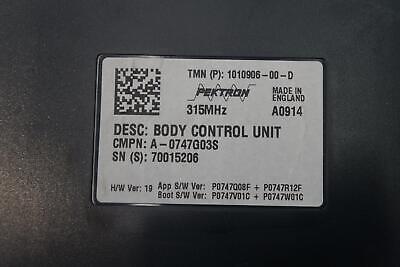 TMN (P): 1010906-00-D
PEKTRON
MADE IN
ENGLAND
315MHz
A0914
DESC: BODY CONTROL UNIT
CMPN: A-0747G03S
SN (S): 70015206
H/W Ver: 19 App S/W Ver: P0747Q08F + P0747R12F
Boot S/W Ver: P0747V01C + P0747W01C